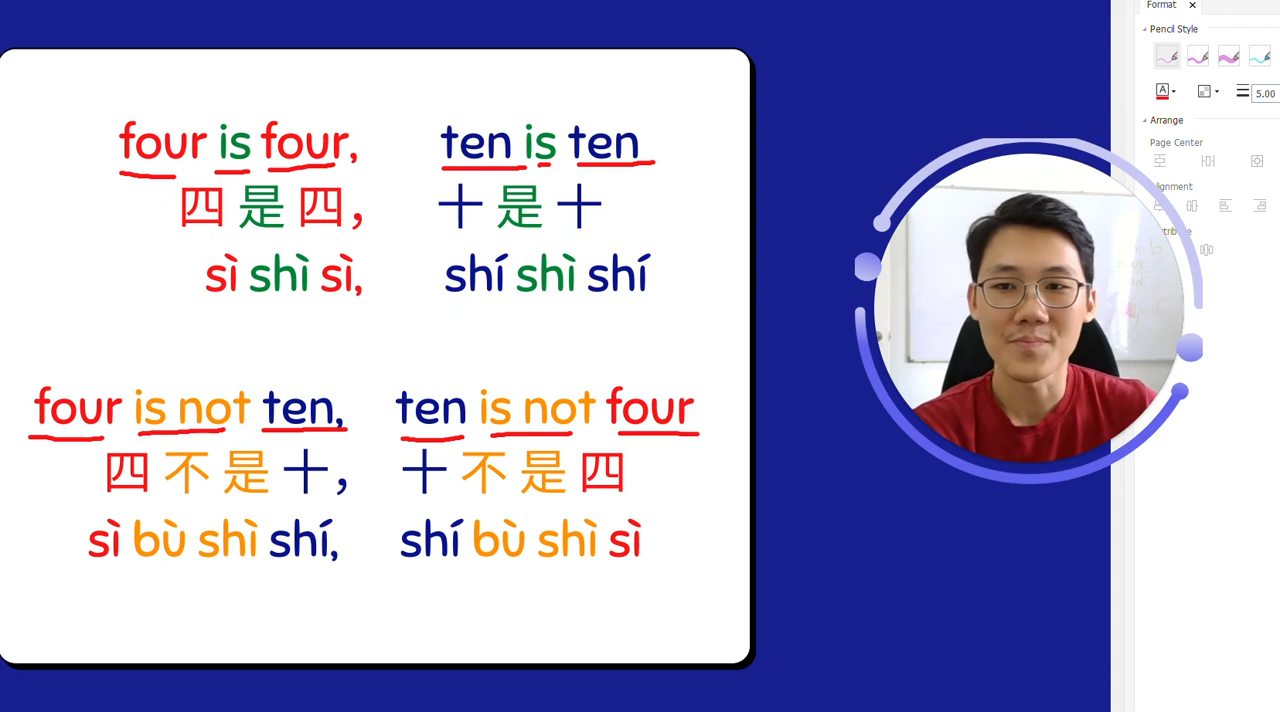 four is four, ten is ten
四 是 四， 十 是 十
sì shì sì, shí shì shí
four is not ten, ten is not four
四 不 是 十， 十 不 是 四
sì bù shì shí, shí bù shì sì
Format
Pencil Style
A
5.00
Arrange
Page Center